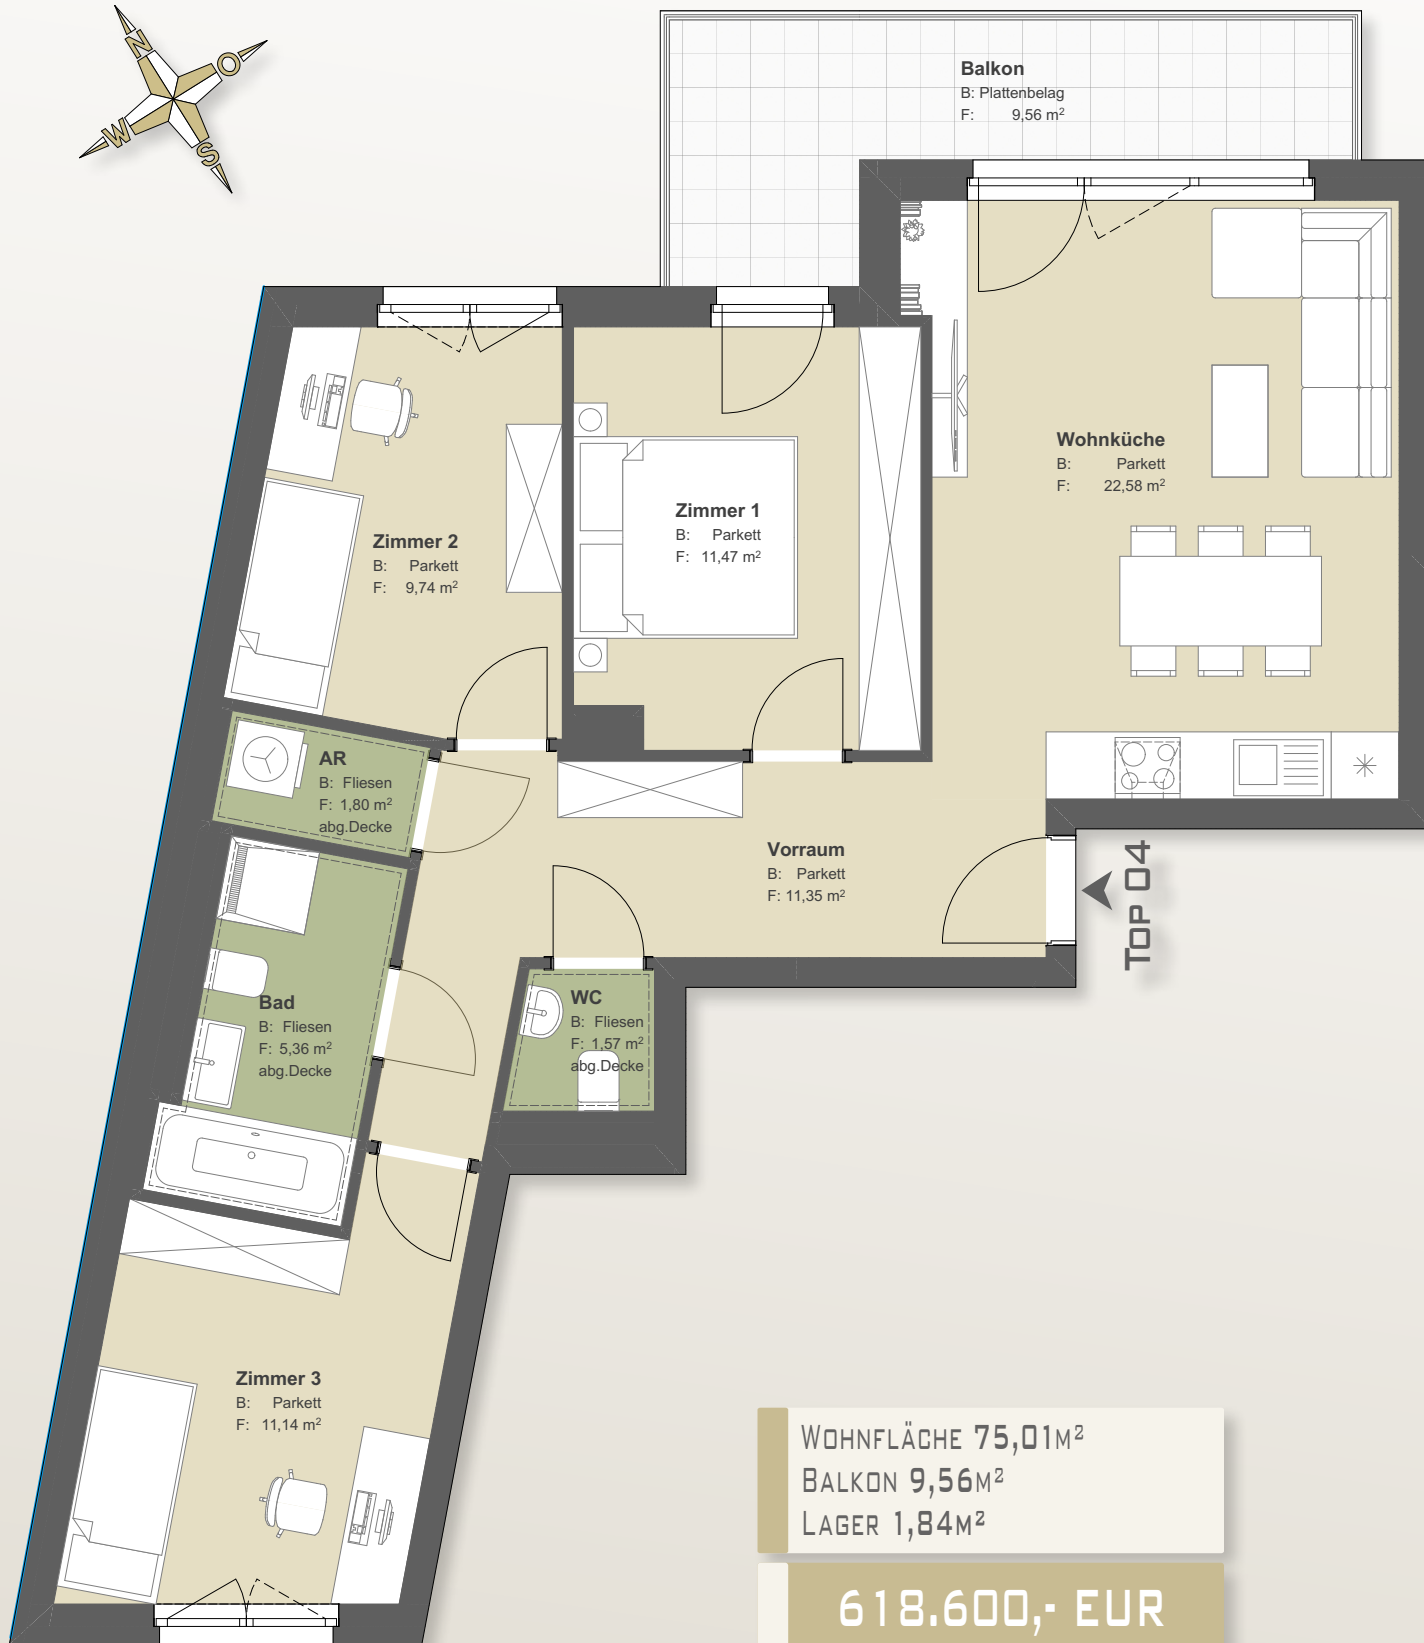 N
O
W
S
Balkon
B: Plattenbelag
F: 9,56 m²
Wohnküche
B: Parkett
F: 22,58 m²
Zimmer 1
B: Parkett
F: 11,47 m²
Zimmer 2
B: Parkett
F: 9,74 m²
AR
B: Fliesen
F: 1,80 m²
abg.Decke
Vorraum
B: Parkett
F: 11,35 m²
TOP 04
Bad
B: Fliesen
F: 5,36 m²
abg.Decke
WC
B: Fliesen
F: 1,57 m²
abg.Decke
Zimmer 3
B: Parkett
F: 11,14 m²
WOHNFLÄCHE 75,01M²
BALKON 9,56M²
LAGER 1,84M²
618.600,- EUR